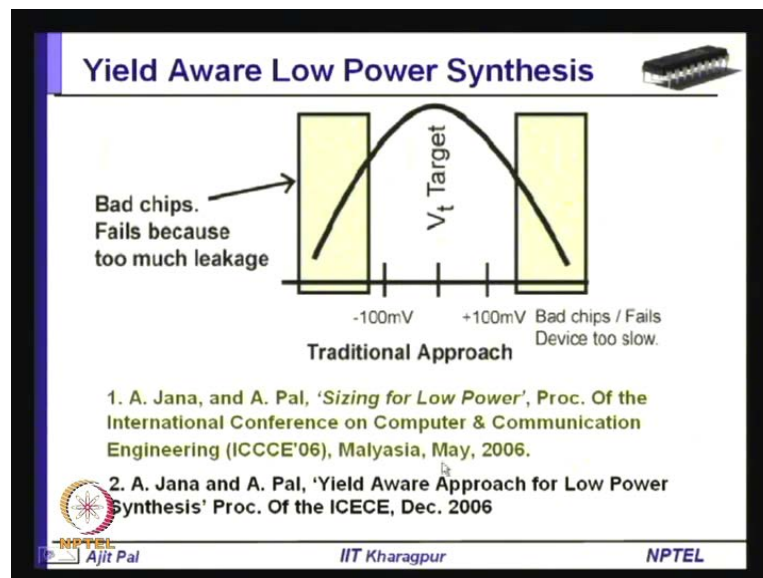 Yield Aware Low Power Synthesis
Vt Target
Bad chips.
Fails because
too much leakage
-100mV
+100mV
Bad chips / Fails
Device too slow.
Traditional Approach
1. A. Jana, and A. Pal, 'Sizing for Low Power', Proc. Of the
International Conference on Computer & Communication
Engineering (ICCCE'06), Malyasia, May, 2006.
2. A. Jana and A. Pal, 'Yield Aware Approach for Low Power
Synthesis' Proc. Of the ICECE, Dec. 2006
NPTEL
Ajit Pal
IIT Kharagpur
NPTEL